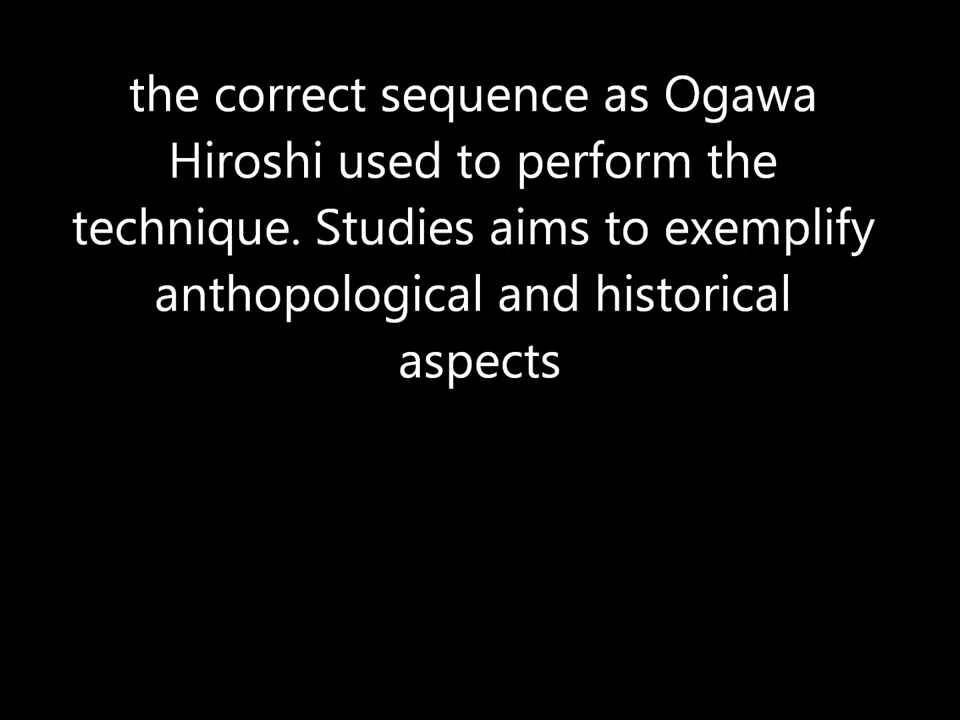 the correct sequence as Ogawa
Hiroshi used to perform the
technique. Studies aims to exemplify
anthopological and historical
aspects